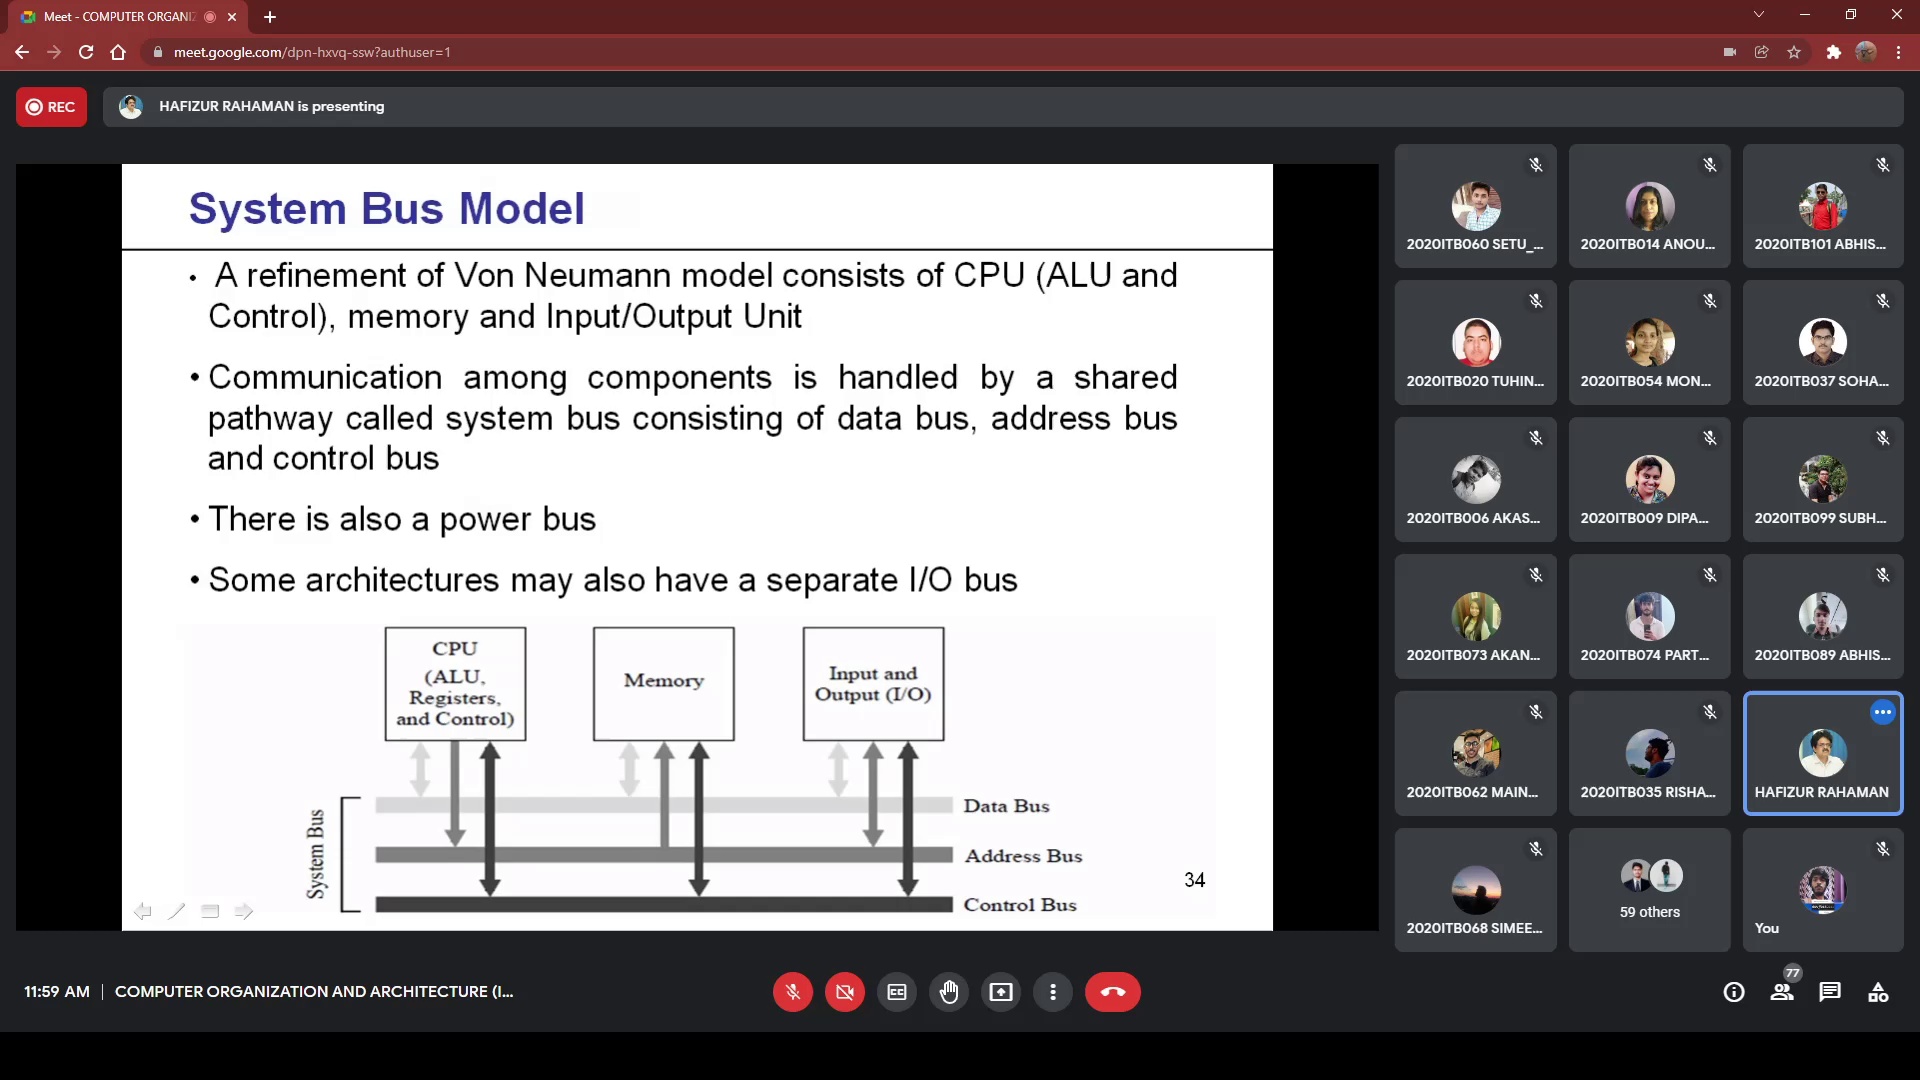 Meet - COMPUTER ORGANIZ
meet.google.com/dpn-hxvq-ssw?authuser=1
REC
HAFIZUR RAHAMAN is presenting
System Bus Model
• A refinement of Von Neumann model consists of CPU (ALU and
Control), memory and Input/Output Unit
• Communication among components is handled by a shared
pathway called system bus consisting of data bus, address bus
and control bus
• There is also a power bus
• Some architectures may also have a separate I/O bus
CPU
(ALU,
Registers,
and Control)
Memory
Input and
Output (I/O)
System Bus
Data Bus
Address Bus
Control Bus
34
2020ITB060 SETU_...
2020ITB014 ANOU...
2020ITB101 ABHIS...
2020ITB020 TUHIN...
2020ITB054 MON...
2020ITB037 SOHA...
2020ITB006 AKAS...
2020ITB009 DIPA...
2020ITB099 SUBH...
2020ITB073 AKAN...
2020ITB074 PART...
2020ITB089 ABHIS...
2020ITB062 MAIN...
2020ITB035 RISHA...
HAFIZUR RAHAMAN
2020ITB068 SIMEE...
59 others
You
11:59 AM | COMPUTER ORGANIZATION AND ARCHITECTURE (I...
77